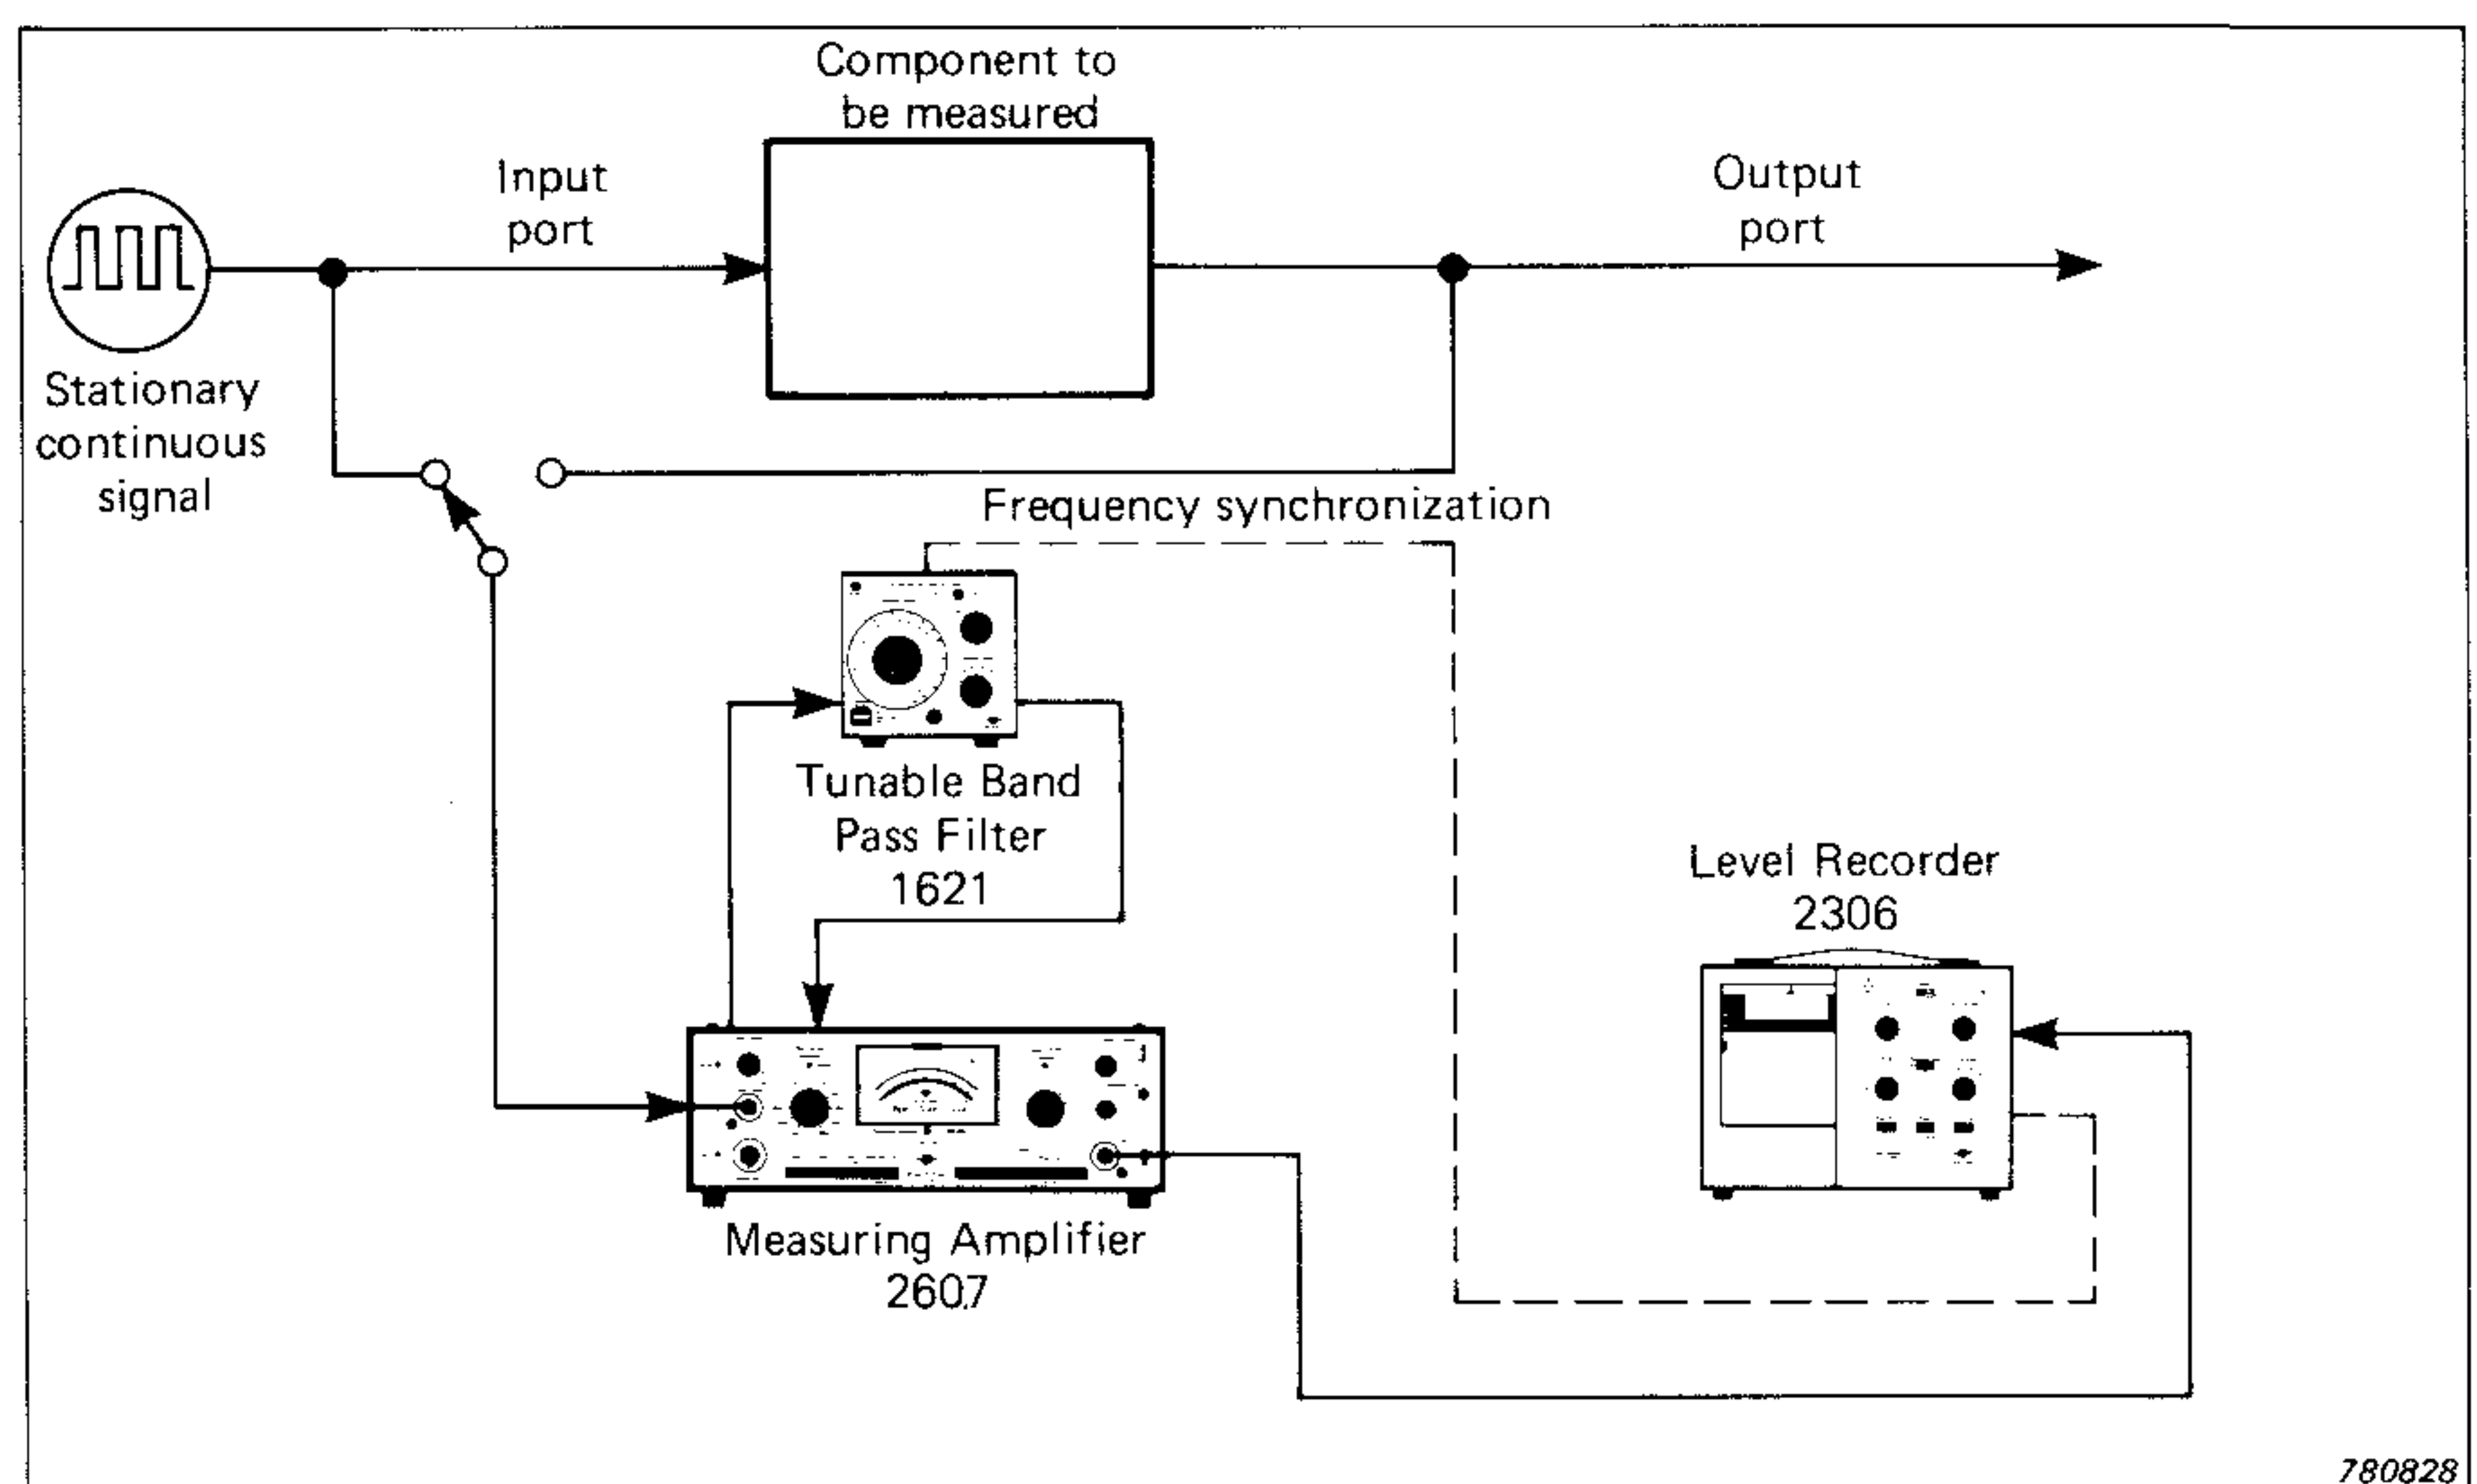 Component to
be measured
Input
port
Output
port
Stationary
continuous
signal
Frequency synchronization
Tunable Band
Pass Filter
1621
Level Recorder
2306
Measuring Amplifier
2607
780828